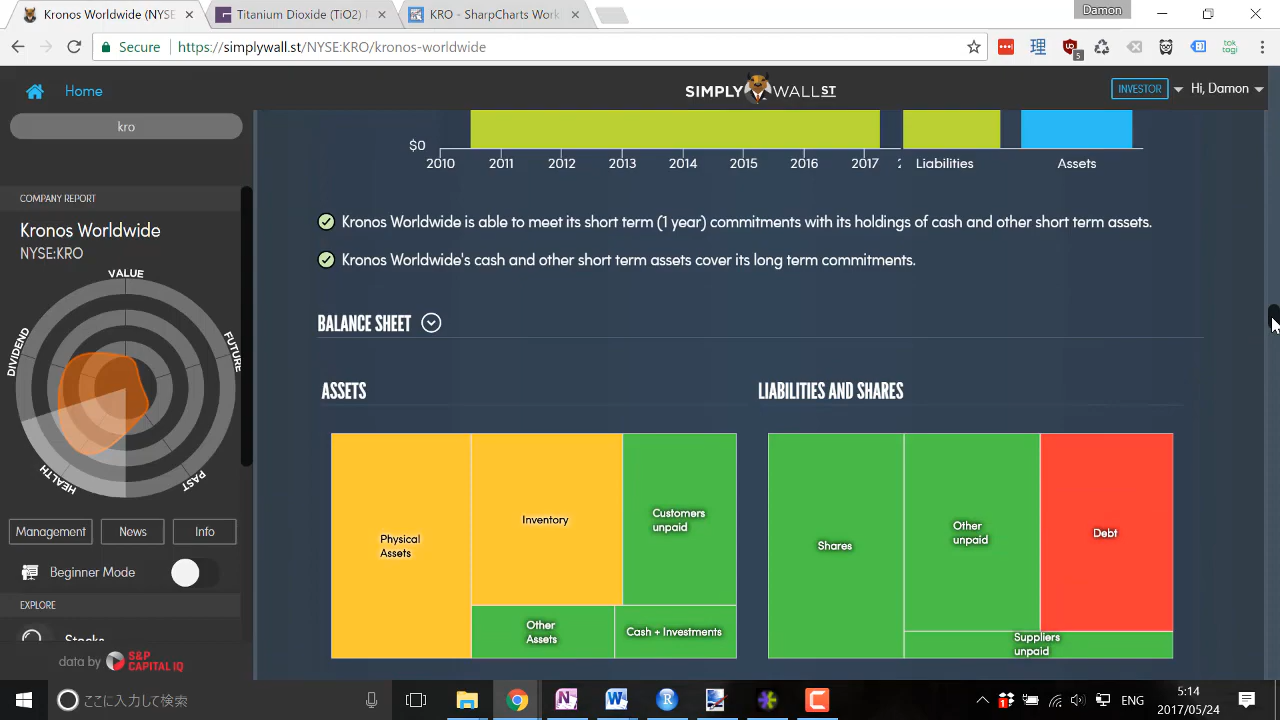 Kronos Worldwide (NYSE
Titanium Dioxide (TiO2)
KRO - SharpCharts Work
Damon
Secure
https://simplywall.st/NYSE:KRO/kronos-worldwide
5
理
tok
togi
Home
SIMPLY WALL ST
INVESTOR
Hi, Damon
kro
COMPANY REPORT
Kronos Worldwide
NYSE:KRO
VALUE
FUTURE
PAST
HEALTH
DIVIDEND
Management
News
Info
Beginner Mode
EXPLORE
Stocks
data by S&P CAPITAL IQ
$0
2010 2011 2012 2013 2014 2015 2016 2017
Liabilities
Assets
Kronos Worldwide is able to meet its short term (1 year) commitments with its holdings of cash and other short term assets.
Kronos Worldwide's cash and other short term assets cover its long term commitments.
BALANCE SHEET
ASSETS
LIABILITIES AND SHARES
Physical
Assets
Inventory
Customers
unpaid
Other
Assets
Cash + Investments
Shares
Other
unpaid
Debt
Suppliers
unpaid
ここに入力して検索
1
ENG
5:14
2017/05/24